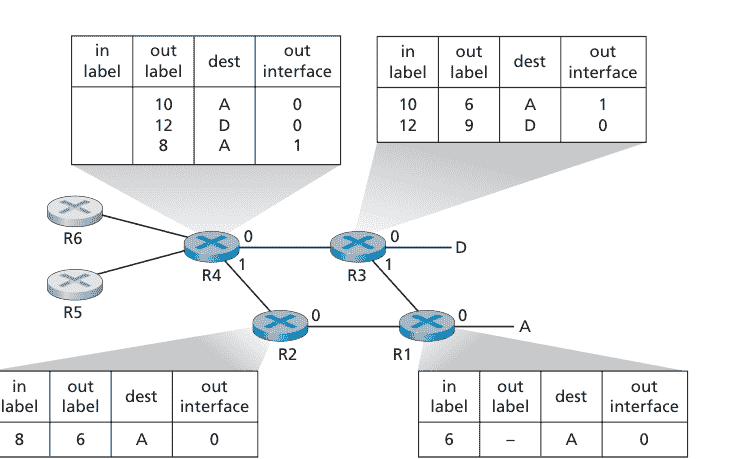 in label | out label | dest | out interface
10 | A | 0
12 | D | 0
8 | A | 1
in label | out label | dest | out interface
10 | 6 | A | 1
12 | 9 | D | 0
R6
R5
R4
0
1
R3
0
1
D
R2
0
R1
0
A
in label | out label | dest | out interface
8 | 6 | A | 0
in label | out label | dest | out interface
6 | – | A | 0